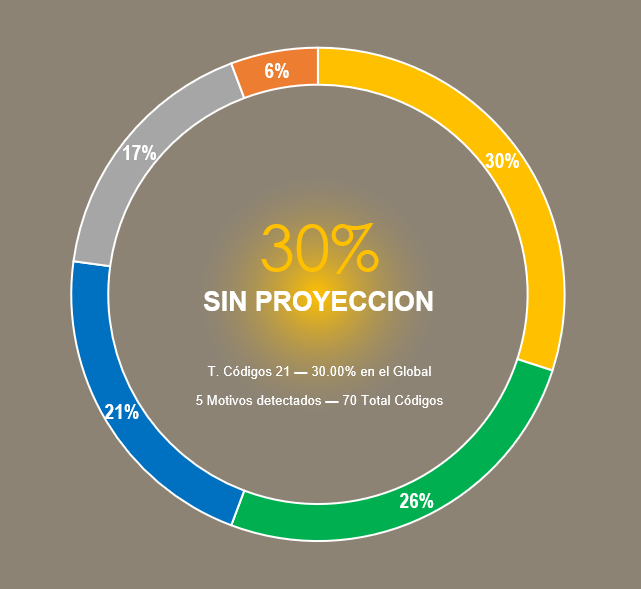 6%
30%
17%
30%
SIN PROYECCION
T. Códigos 21 — 30.00% en el Global
5 Motivos detectados — 70 Total Códigos
21%
26%